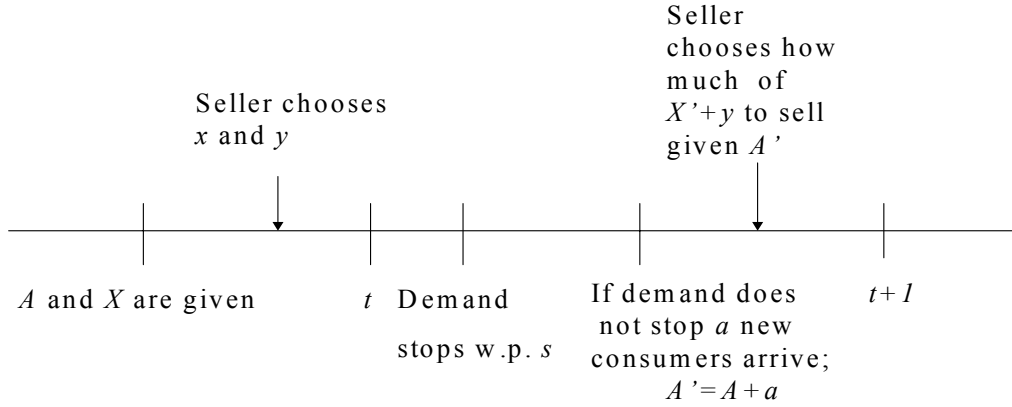 Seller
chooses how
much of
X'+y to sell
given A'
Seller chooses
x and y
A and X are given
t
Demand
stops w.p. s
If demand does
not stop a new
consumers arrive;
A'=A+a
t+1